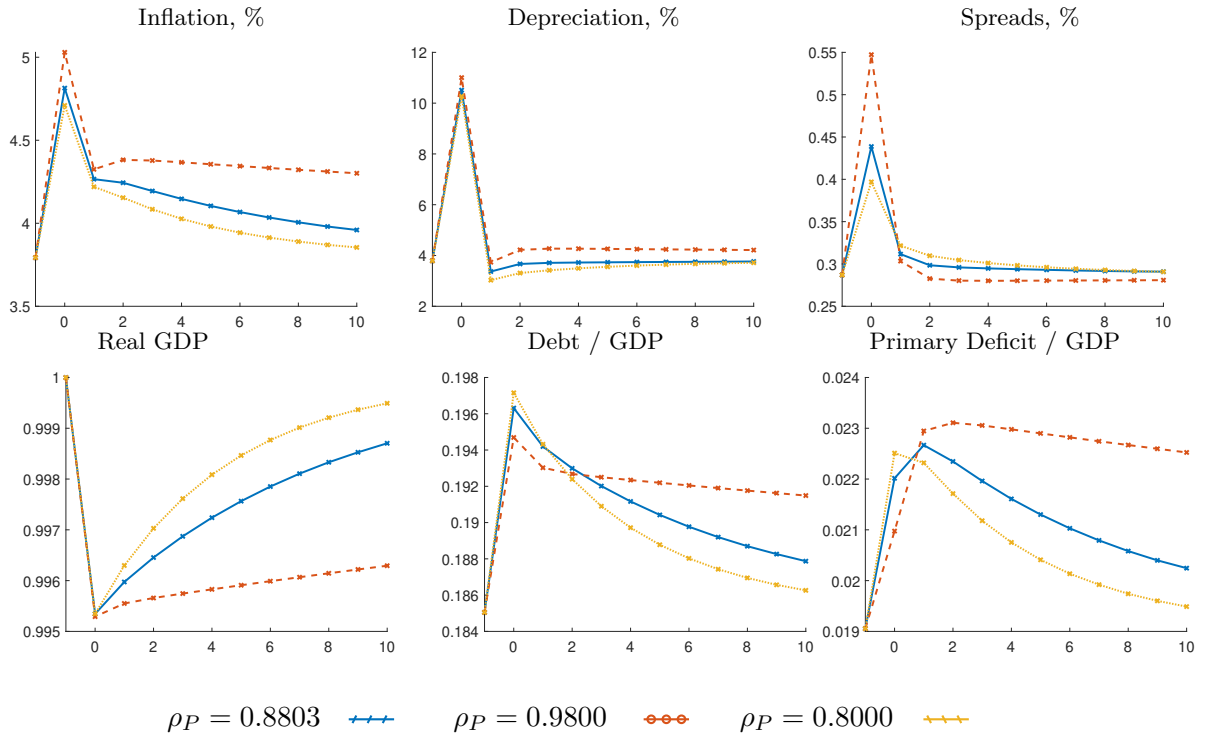 Inflation, %
Depreciation, %
Spreads, %
5
4.5
4
3.5
0 2 4 6 8 10
12
10
8
6
4
2
0 2 4 6 8 10
0.55
0.5
0.45
0.4
0.35
0.3
0.25
0 2 4 6 8 10
Real GDP
Debt / GDP
Primary Deficit / GDP
1
0.999
0.998
0.997
0.996
0.995
0 2 4 6 8 10
0.198
0.196
0.194
0.192
0.19
0.188
0.186
0.184
0 2 4 6 8 10
0.024
0.023
0.022
0.021
0.02
0.019
0 2 4 6 8 10
ρ_P = 0.8803
ρ_P = 0.9800
ρ_P = 0.8000